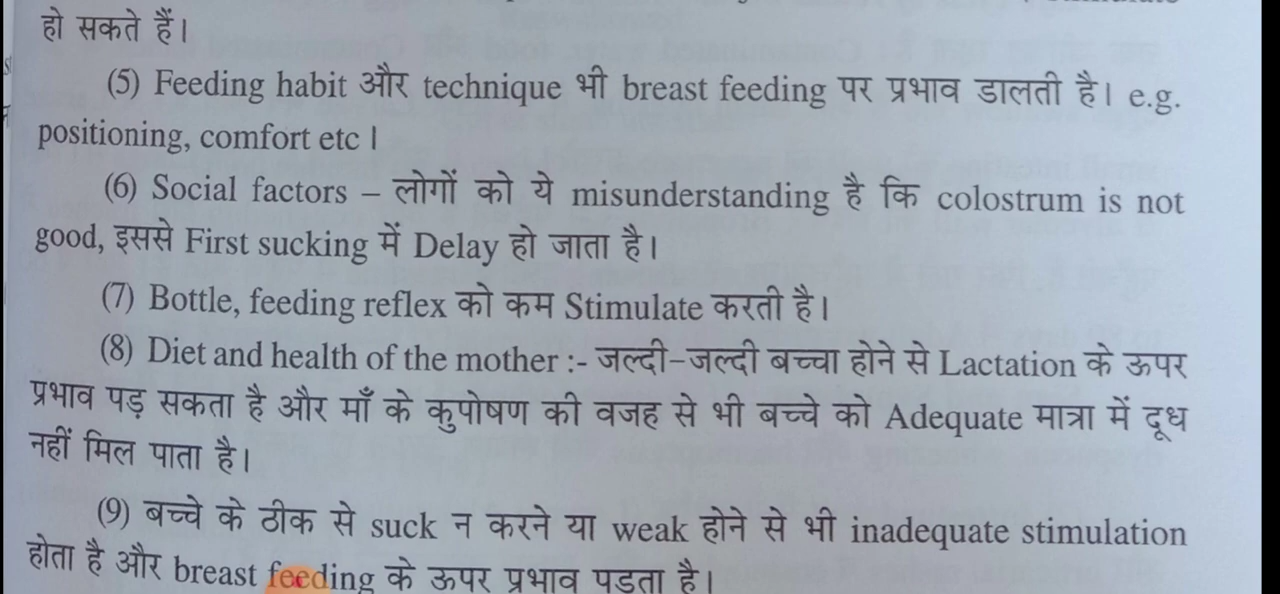 हो सकते हैं।
(5) Feeding habit और technique भी breast feeding पर प्रभाव डालती है। e.g.
positioning, comfort etc।
(6) Social factors – लोगों को ये misunderstanding है कि colostrum is not
good, इससे First sucking में Delay हो जाता है।
(7) Bottle, feeding reflex को कम Stimulate करती है।
(8) Diet and health of the mother :- जल्दी-जल्दी बच्चा होने से Lactation के ऊपर
प्रभाव पड़ सकता है और माँ के कुपोषण की वजह से भी बच्चे को Adequate मात्रा में दूध
नहीं मिल पाता है।
(9) बच्चे के ठीक से suck न करने या weak होने से भी inadequate stimulation
होता है और breast feeding के ऊपर प्रभाव पडता है।